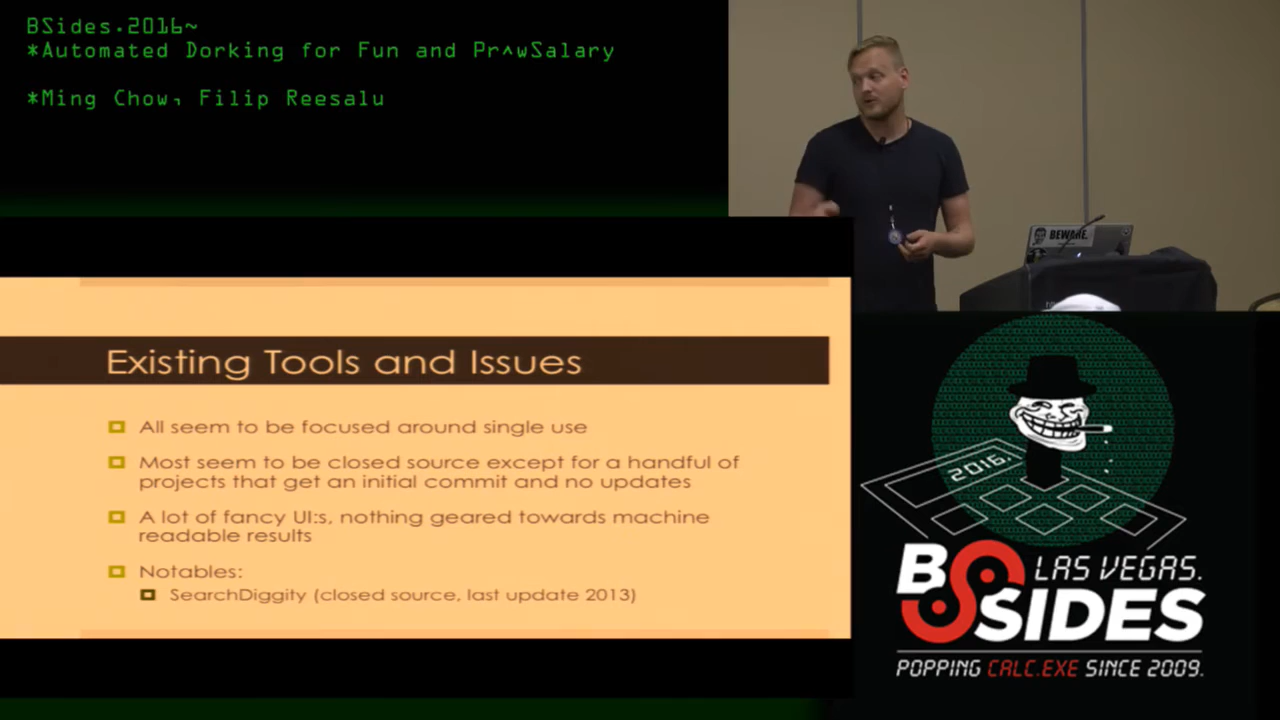 BSides.2016~
*Automated Dorking for Fun and Pr^wSalary
*Ming Chow, Filip Reesalu
BEWARE.
Existing Tools and Issues
All seem to be focused around single use
Most seem to be closed source except for a handful of
projects that get an initial commit and no updates
A lot of fancy UI:s, nothing geared towards machine
readable results
Notables:
SearchDiggity (closed source, last update 2013)
2016.
BSIDES
LAS VEGAS.
POPPING CALC.EXE SINCE 2009.